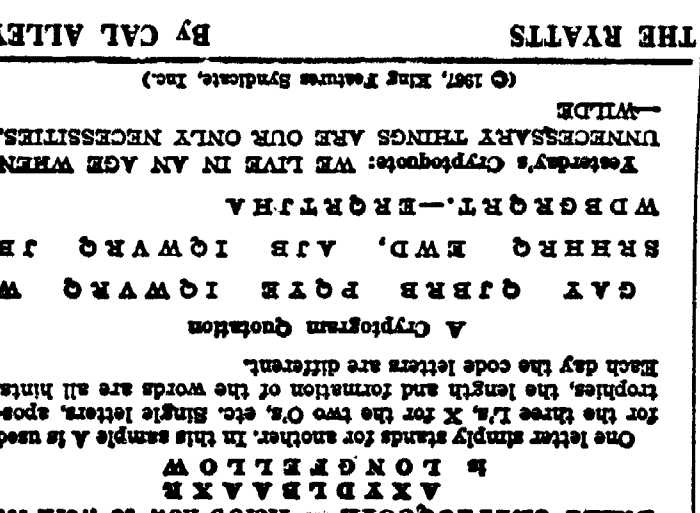 A X Y D L B A A X R
is L O N G F E L L O W
One letter simply stands for another. In this sample A is used
for the three L's, X for the two O's, etc. Single letters, apos-
trophies, the length and formation of the words are all hints.
Each day the code letters are different.
A Cryptogram Quotation
G A Y Q J B R B P Q Y E I Q W V R Q W
S R H H R Q E W D , A J B I Q W V R Q J B
W D B G R Q R T . — E R Q R T J H A
Yesterday's Cryptoquote: WE LIVE IN AN AGE WHEN
UNNECESSARY THINGS ARE OUR ONLY NECESSITIES.
—WILDE
(© 1967, King Features Syndicate, Inc.)
THE RYATTS By CAL ALLEY